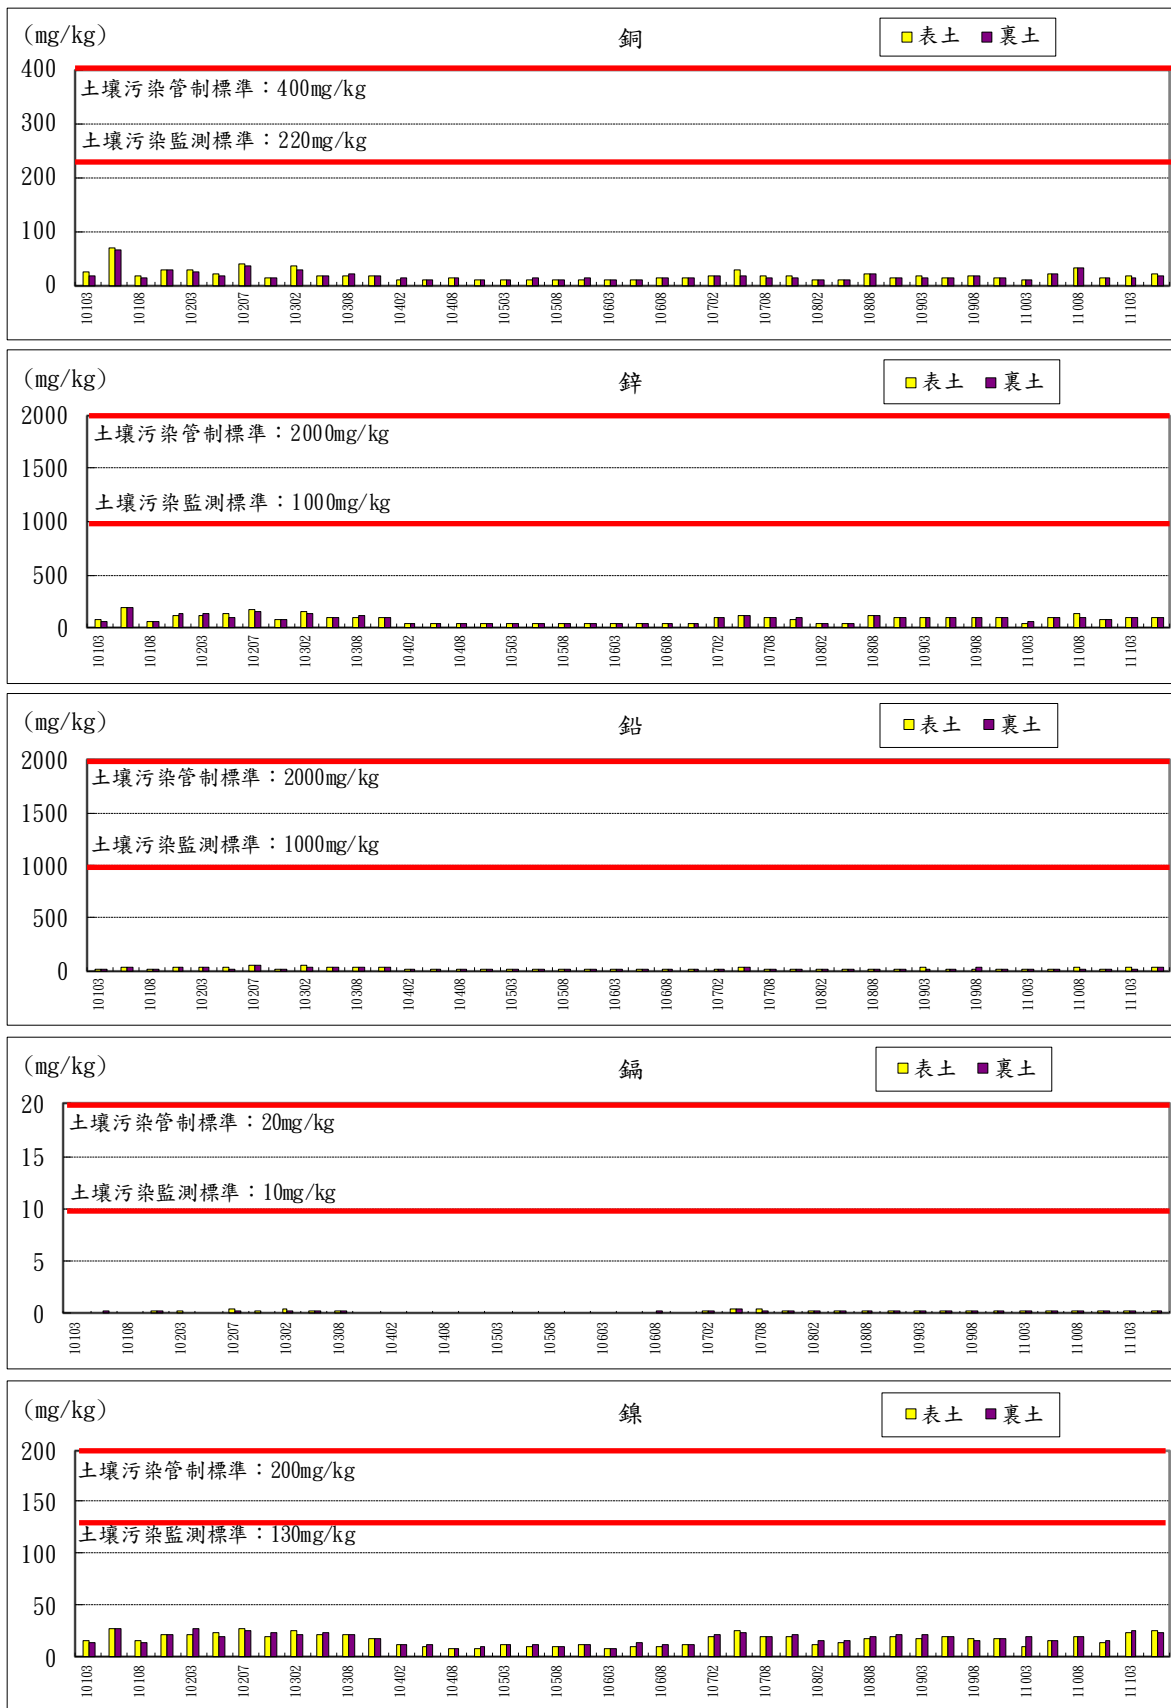 (mg/kg) 銅 表土 裏土
400
土壤污染管制標準：400mg/kg
300
土壤污染監測標準：220mg/kg
200
100
0
10103 10108 10203 10207 10302 10308 10402 10408 10503 10508 10603 10608 10702 10708 10802 10808 10903 10908 11003 11008 11103
(mg/kg) 鋅 表土 裏土
2000
土壤污染管制標準：2000mg/kg
1500
土壤污染監測標準：1000mg/kg
1000
500
0
10103 10108 10203 10207 10302 10308 10402 10408 10503 10508 10603 10608 10702 10708 10802 10808 10903 10908 11003 11008 11103
(mg/kg) 鉛 表土 裏土
2000
土壤污染管制標準：2000mg/kg
1500
土壤污染監測標準：1000mg/kg
1000
500
0
10103 10108 10203 10207 10302 10308 10402 10408 10503 10508 10603 10608 10702 10708 10802 10808 10903 10908 11003 11008 11103
(mg/kg) 鎘 表土 裏土
20
土壤污染管制標準：20mg/kg
15
土壤污染監測標準：10mg/kg
10
5
0
10103 10108 10203 10207 10302 10308 10402 10408 10503 10508 10603 10608 10702 10708 10802 10808 10903 10908 11003 11008 11103
(mg/kg) 鎳 表土 裏土
200
土壤污染管制標準：200mg/kg
150
土壤污染監測標準：130mg/kg
100
50
0
10103 10108 10203 10207 10302 10308 10402 10408 10503 10508 10603 10608 10702 10708 10802 10808 10903 10908 11003 11008 11103